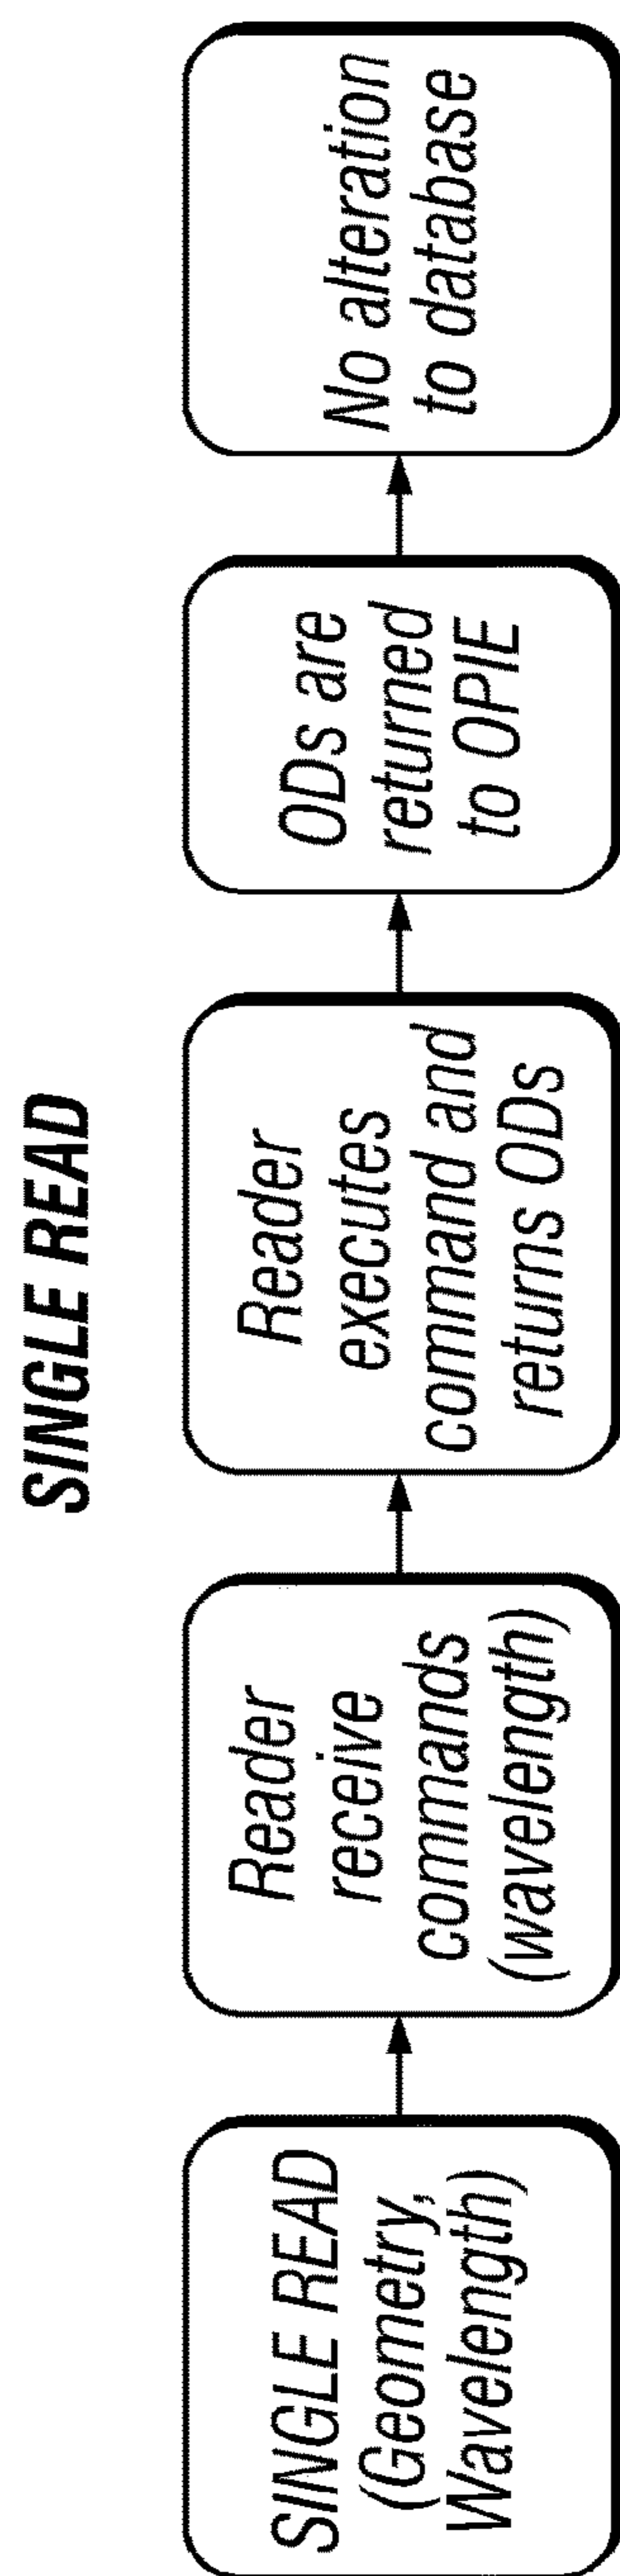 SINGLE READ
SINGLE READ
(Geometry,
Wavelength)
Reader
receive
commands
(wavelength)
Reader
executes
command and
returns ODs
ODs are
returned
to OPIE
No alteration
to database